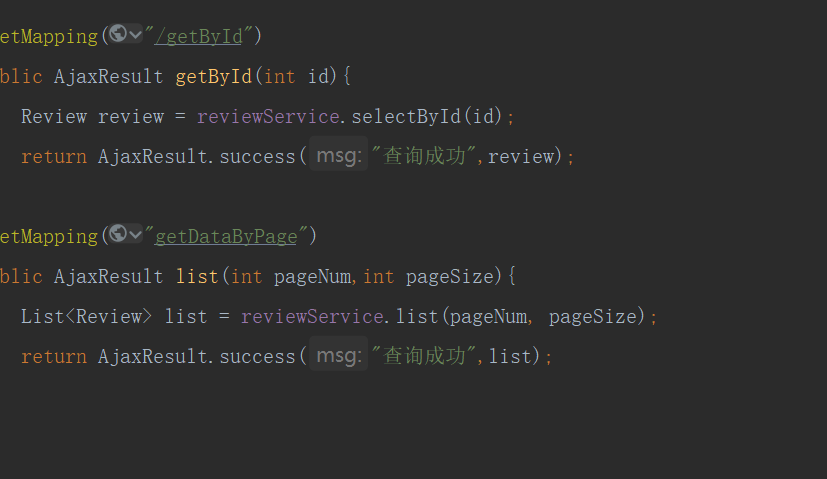 etMapping("/getById")
blic AjaxResult getById(int id){
Review review = reviewService.selectById(id);
return AjaxResult.success( msg: "查询成功",review);
etMapping("getDataByPage")
blic AjaxResult list(int pageNum,int pageSize){
List<Review> list = reviewService.list(pageNum, pageSize);
return AjaxResult.success( msg: "查询成功",list);